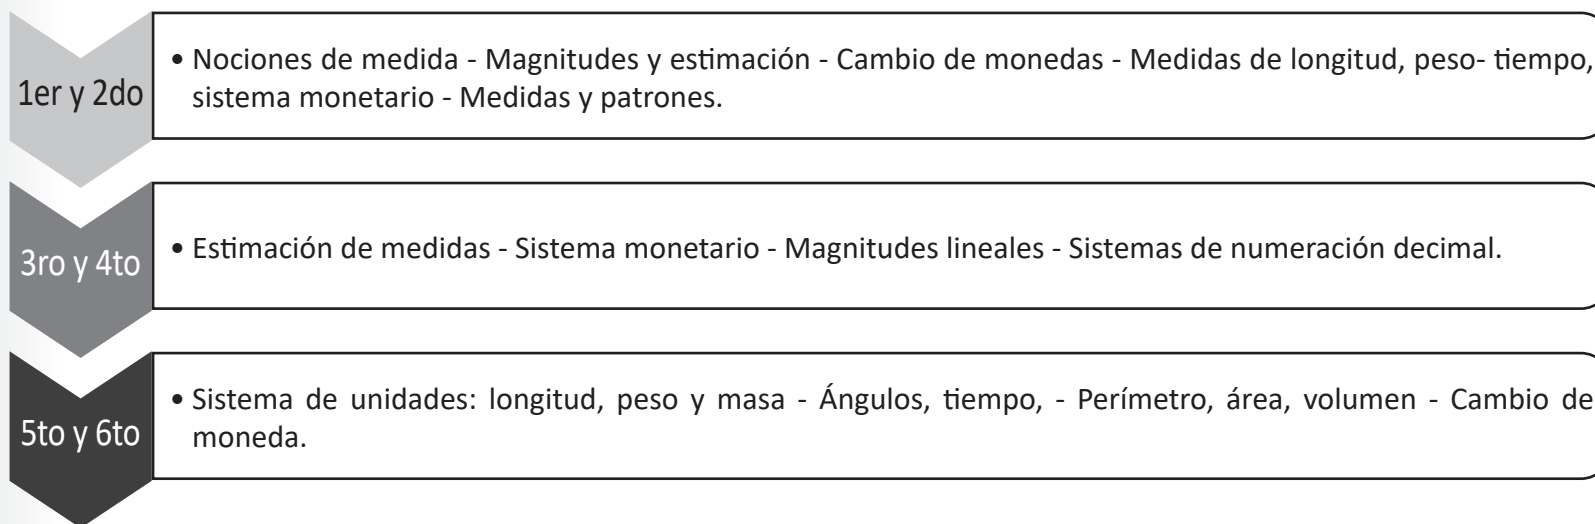 1er y 2do
• Nociones de medida - Magnitudes y estimación - Cambio de monedas - Medidas de longitud, peso- tiempo,
sistema monetario - Medidas y patrones.
3ro y 4to
• Estimación de medidas - Sistema monetario - Magnitudes lineales - Sistemas de numeración decimal.
5to y 6to
• Sistema de unidades: longitud, peso y masa - Ángulos, tiempo, - Perímetro, área, volumen - Cambio de
moneda.